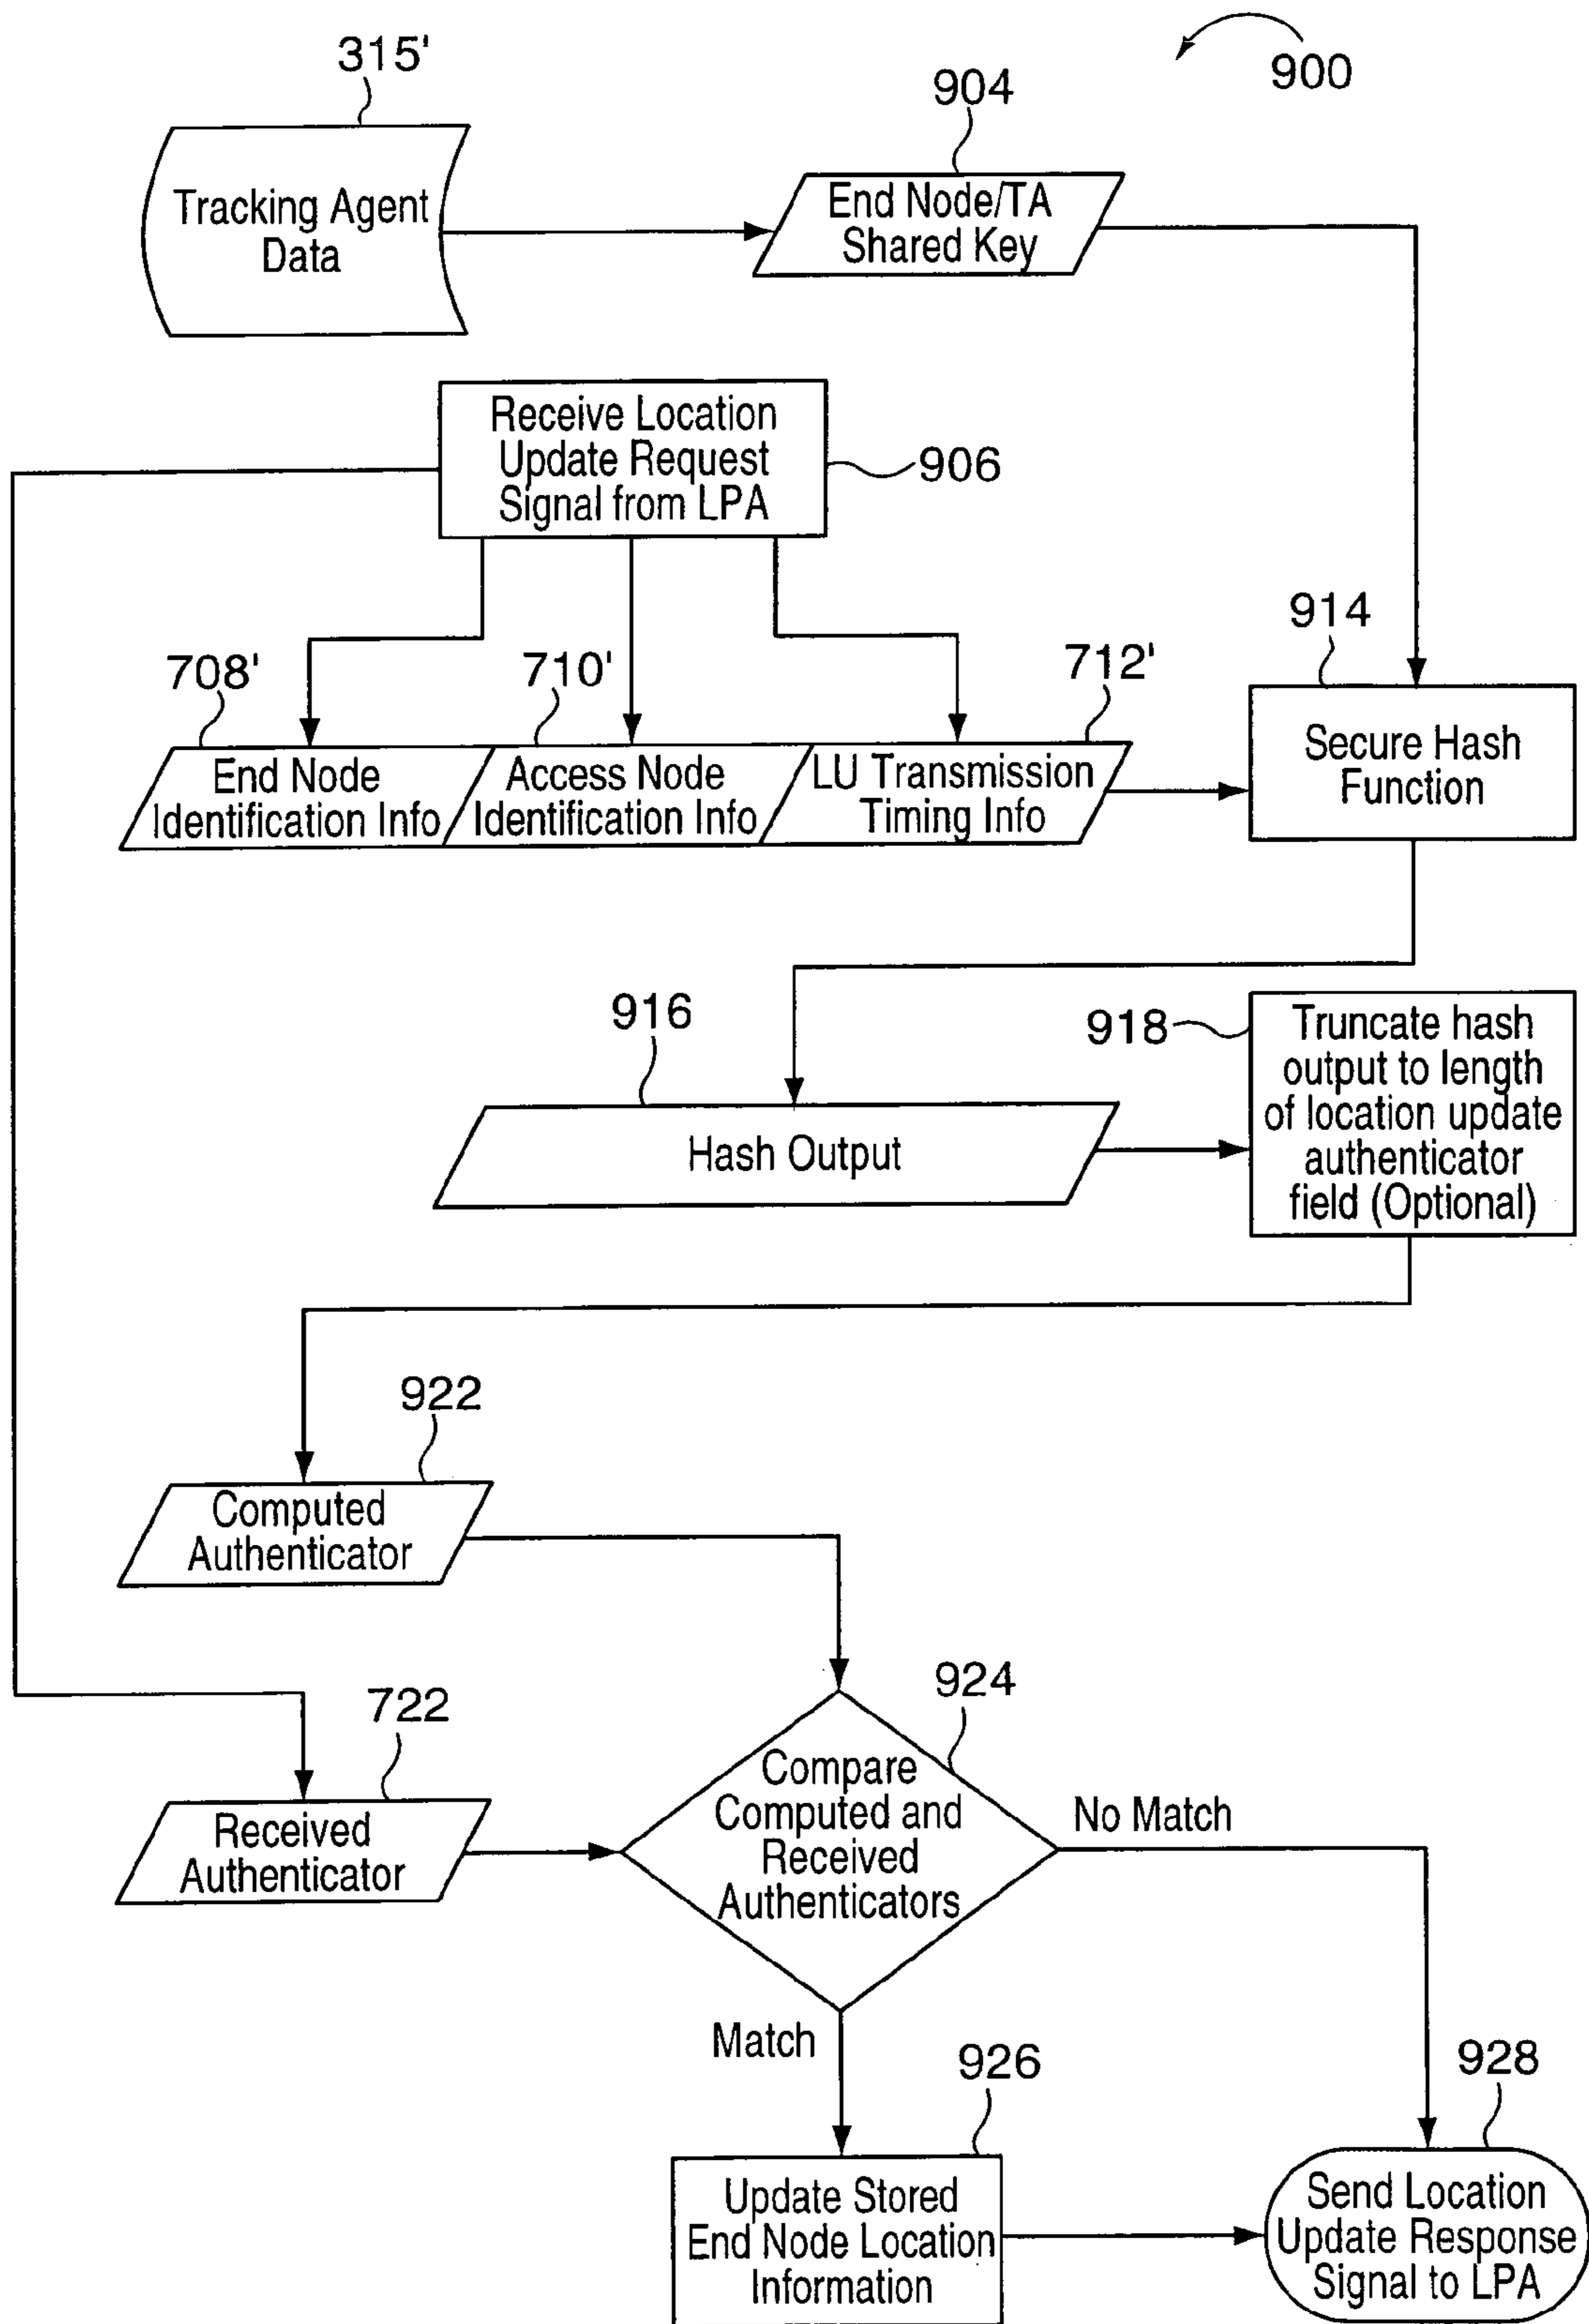 900
315'
904
Tracking Agent
Data
End Node/TA
Shared Key
Receive Location
Update Request
Signal from LPA
906
914
708'
710'
712'
End Node
Identification Info
Access Node
Identification Info
LU Transmission
Timing Info
Secure Hash
Function
916
918
Hash Output
Truncate hash
output to length
of location update
authenticator
field (Optional)
922
Computed
Authenticator
722
924
Received
Authenticator
Compare
Computed and
Received
Authenticators
No Match
Match
926
928
Update Stored
End Node Location
Information
Send Location
Update Response
Signal to LPA